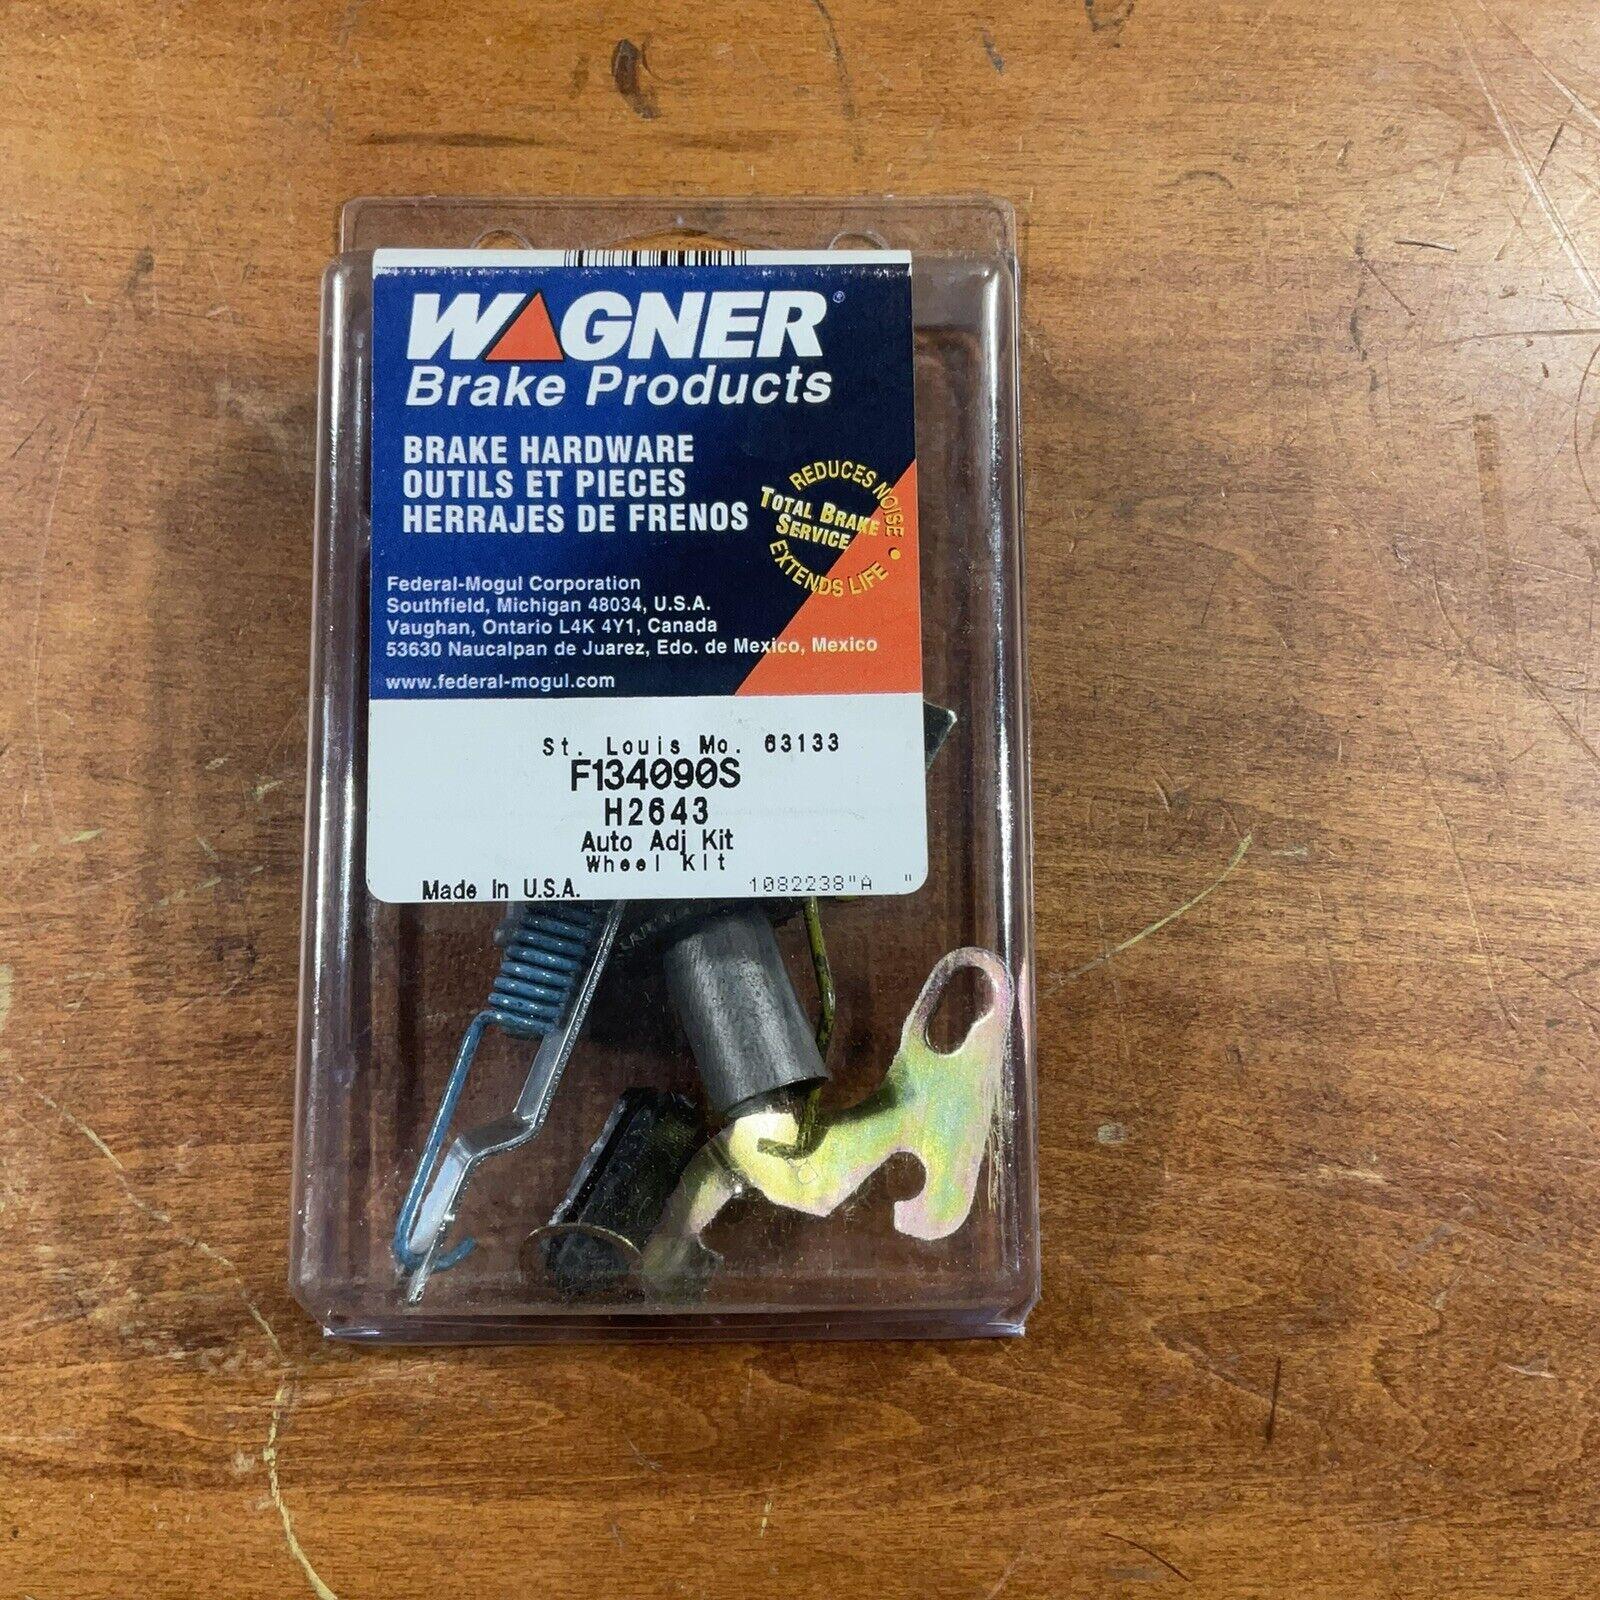 WAGNER®
Brake Products
BRAKE HARDWARE
OUTILS ET PIECES
HERRAJES DE FRENOS
REDUCES NOISE •
TOTAL BRAKE
SERVICE
EXTENDS LIFE
Federal-Mogul Corporation
Southfield, Michigan 48034, U.S.A.
Vaughan, Ontario L4K 4Y1, Canada
53630 Naucalpan de Juarez, Edo. de Mexico, Mexico
www.federal-mogul.com
St. Louis Mo. 63133
F134090S
H2643
Auto Adj Kit
Wheel Kit
Made In U.S.A.
1082238"A "